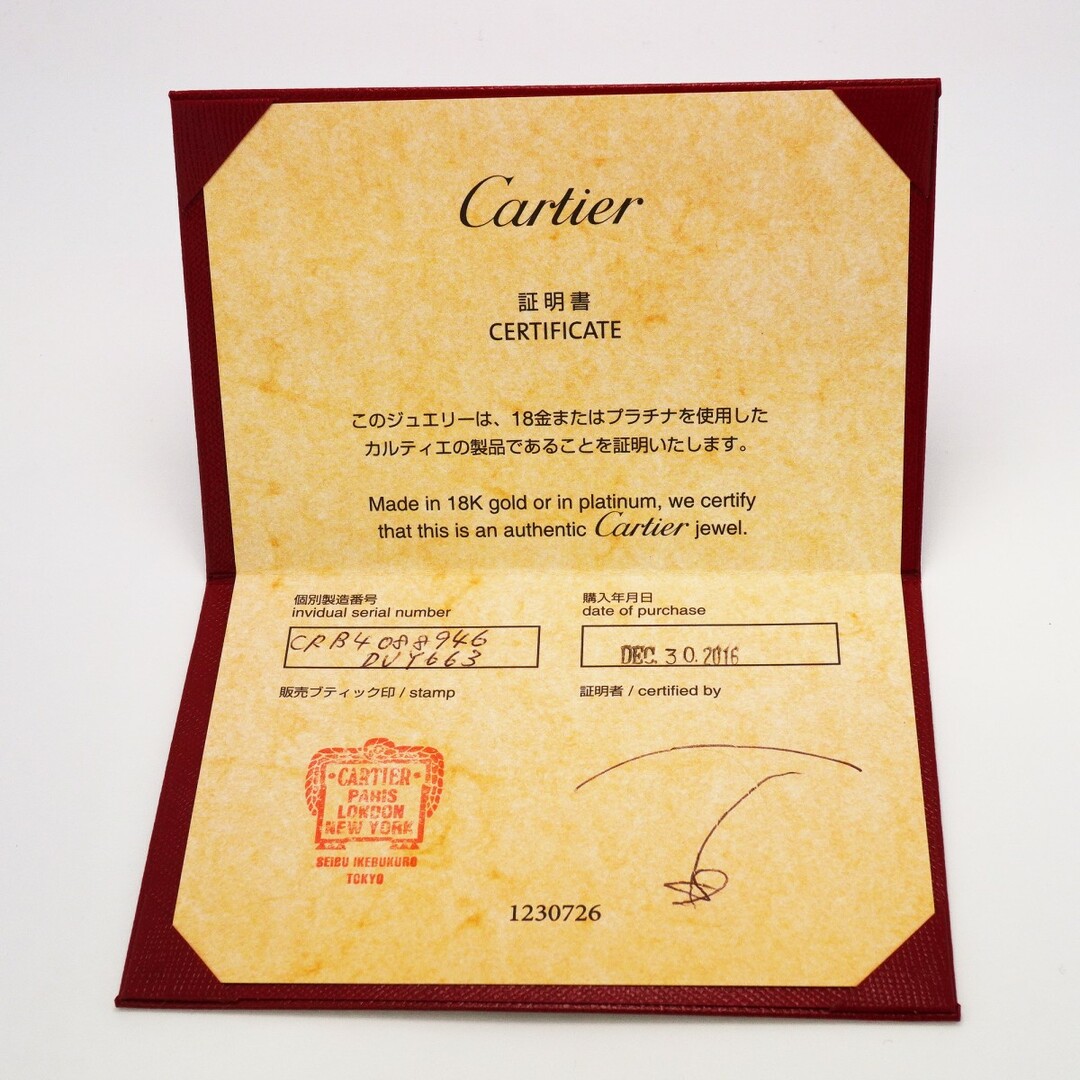 Cartier
証明書
CERTIFICATE
このジュエリーは、18金またはプラチナを使用した
カルティエの製品であることを証明いたします。
Made in 18K gold or in platinum, we certify
that this is an authentic Cartier jewel.
個別製造番号
invidual serial number
CRB4088946
DUY663
購入年月日
date of purchase
DEC. 30. 2016
販売ブティック印 / stamp
証明者 / certified by
CARTIER
PARIS
LONDON
NEW YORK
SEIBU IKEBUKURO
TOKYO
1230726